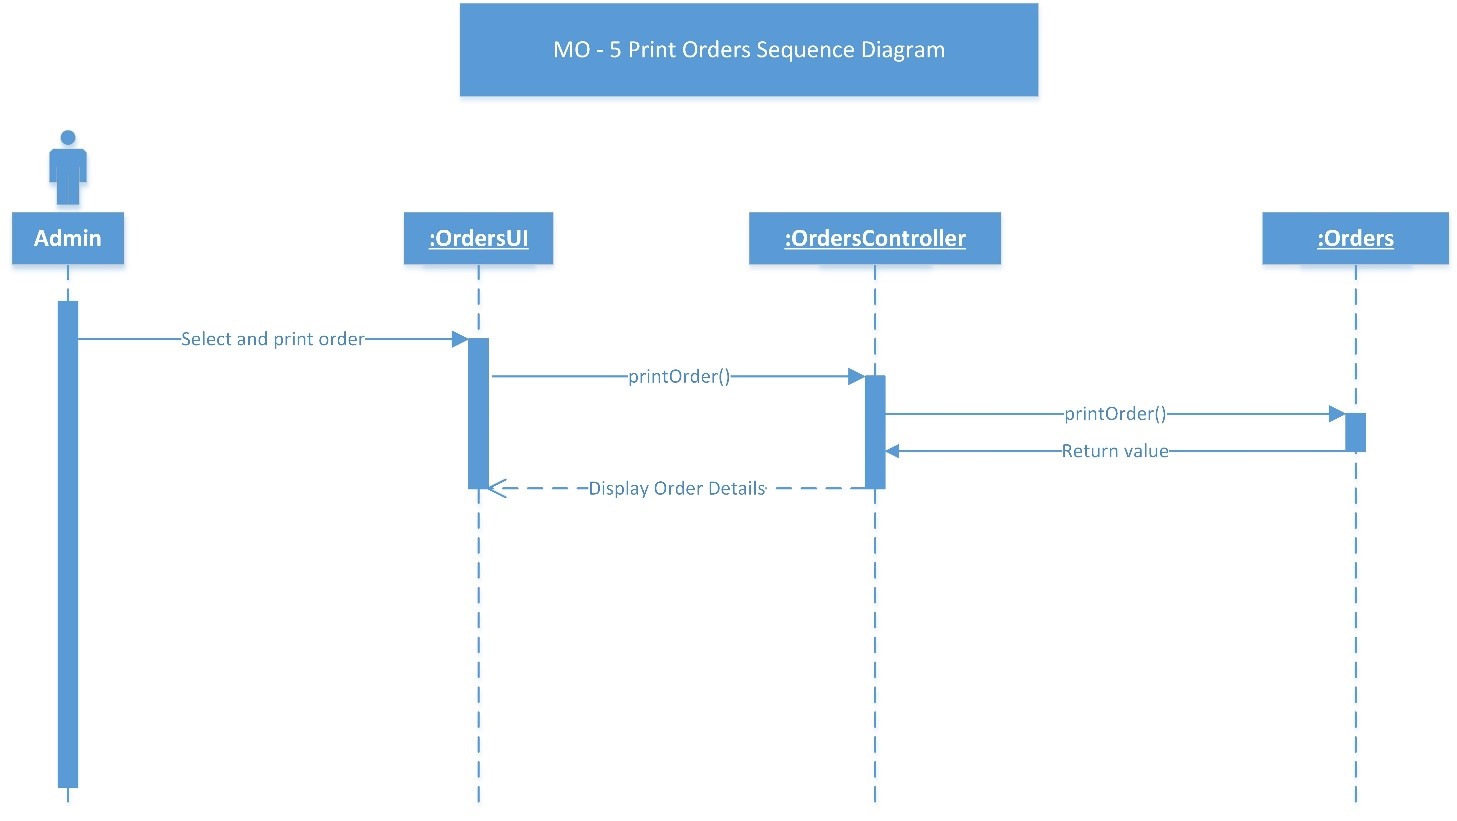 MO - 5 Print Orders Sequence Diagram
Admin
:OrdersUI
:OrdersController
:Orders
Select and print order
printOrder()
printOrder()
Return value
Display Order Details